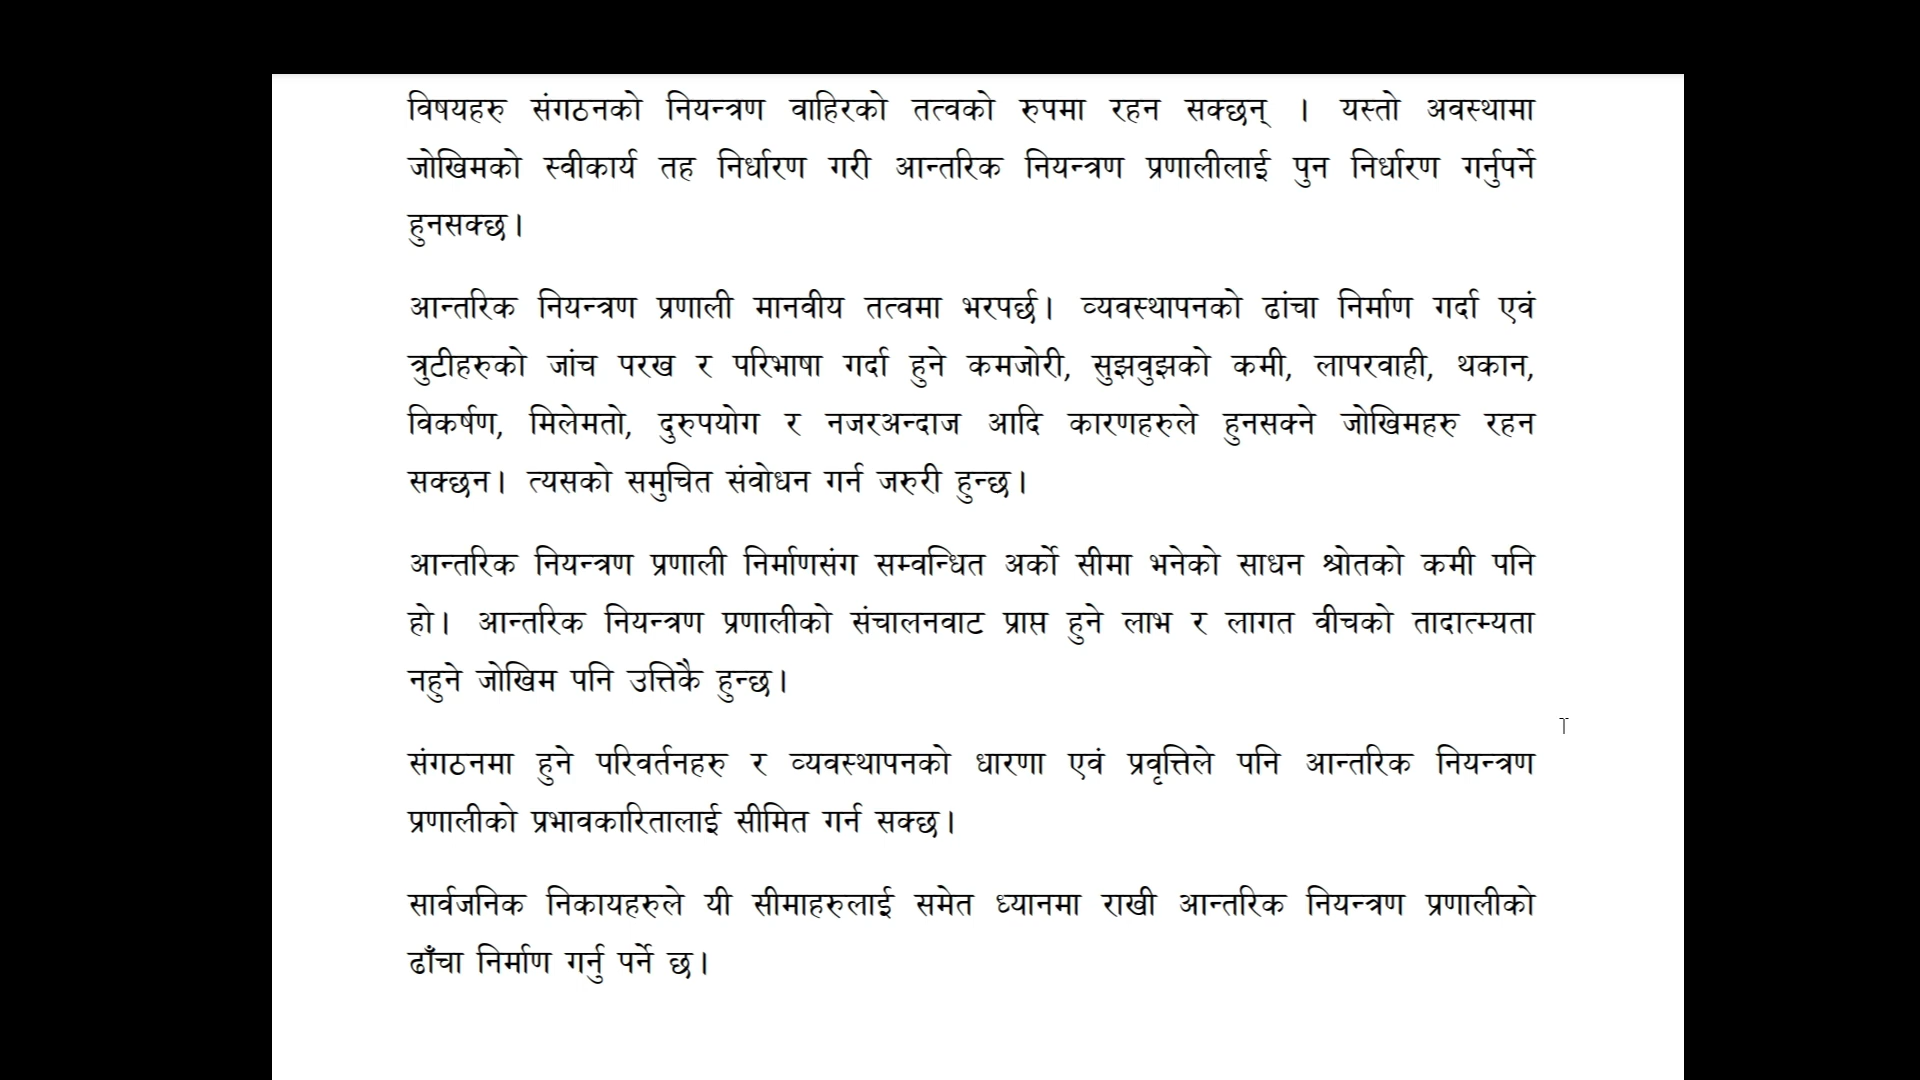 विषयहरु संगठनको नियन्त्रण वाहिरको तत्वको रुपमा रहन सक्छन् । यस्तो अवस्थामा
जोखिमको स्वीकार्य तह निर्धारण गरी आन्तरिक नियन्त्रण प्रणालीलाई पुन निर्धारण गर्नुपर्ने
हुनसक्छ।
आन्तरिक नियन्त्रण प्रणाली मानवीय तत्वमा भरपर्छ। व्यवस्थापनको ढांचा निर्माण गर्दा एवं
त्रुटीहरुको जांच परख र परिभाषा गर्दा हुने कमजोरी, सुझवुझको कमी, लापरवाही, थकान,
विकर्षण, मिलेमतो, दुरुपयोग र नजरअन्दाज आदि कारणहरुले हुनसक्ने जोखिमहरु रहन
सक्छन। त्यसको समुचित संवोधन गर्न जरुरी हुन्छ।
आन्तरिक नियन्त्रण प्रणाली निर्माणसंग सम्वन्धित अर्को सीमा भनेको साधन श्रोतको कमी पनि
हो। आन्तरिक नियन्त्रण प्रणालीको संचालनवाट प्राप्त हुने लाभ र लागत वीचको तादात्म्यता
नहुने जोखिम पनि उत्तिकै हुन्छ।
संगठनमा हुने परिवर्तनहरु र व्यवस्थापनको धारणा एवं प्रवृत्तिले पनि आन्तरिक नियन्त्रण
प्रणालीको प्रभावकारितालाई सीमित गर्न सक्छ।
सार्वजनिक निकायहरुले यी सीमाहरुलाई समेत ध्यानमा राखी आन्तरिक नियन्त्रण प्रणालीको
ढाँचा निर्माण गर्नु पर्ने छ।